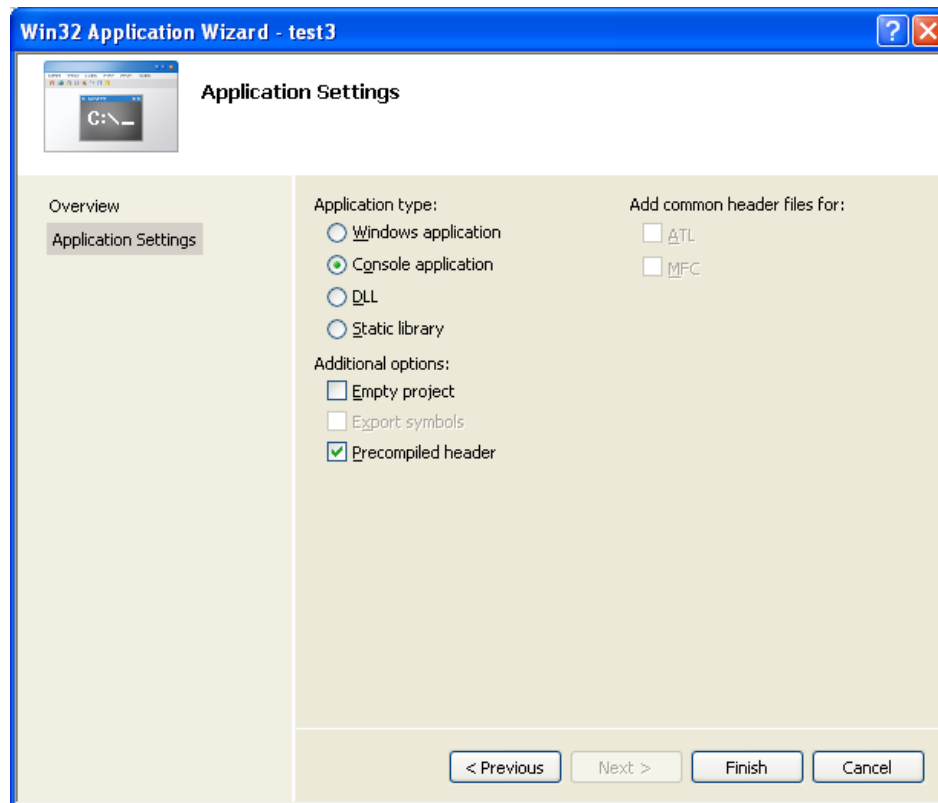 Win32 Application Wizard - test3
C:\_
Application Settings
Overview
Application Settings
Application type:
Windows application
Console application
DLL
Static library
Additional options:
Empty project
Export symbols
Precompiled header
Add common header files for:
ATL
MFC
< Previous
Next >
Finish
Cancel